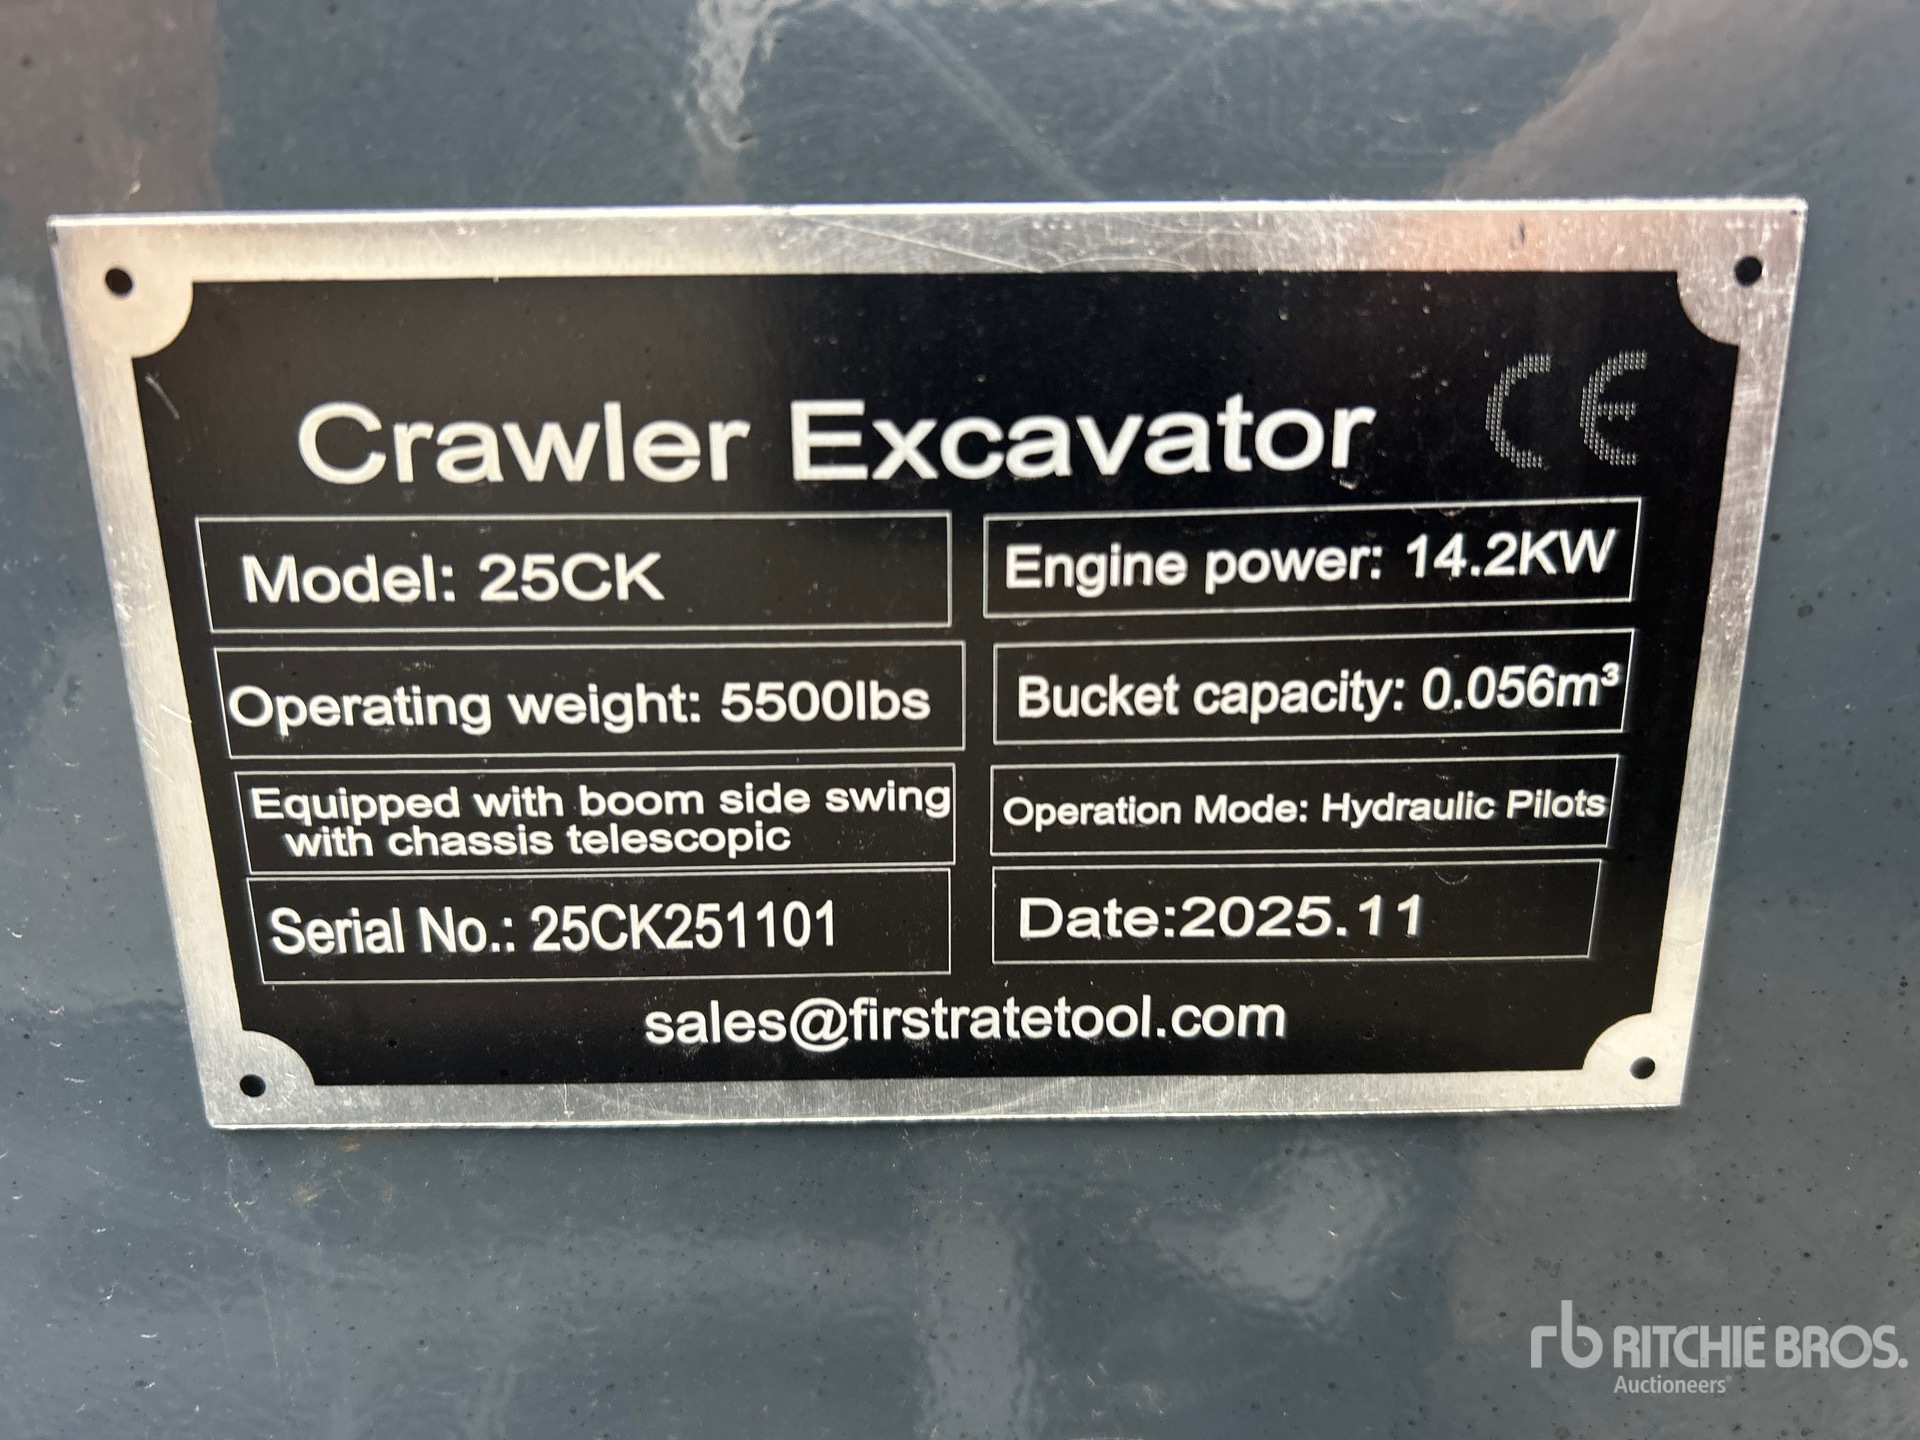 CE
Crawler Excavator
Model: 25CK
Engine power: 14.2KW
Operating weight: 5500lbs
Bucket capacity: 0.056m³
Equipped with boom side swing
with chassis telescopic
Operation Mode: Hydraulic Pilots
Serial No.: 25CK251101
Date:2025.11
sales@firstratetool.com
rb RITCHIE BROS.
Auctioneers